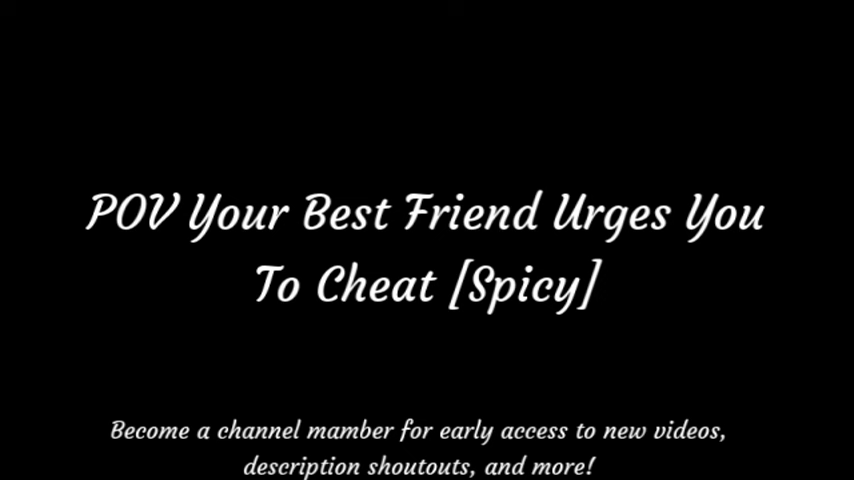 POV Your Best Friend Urges You
To Cheat [Spicy]
Become a channel mamber for early access to new videos,
description shoutouts, and more!